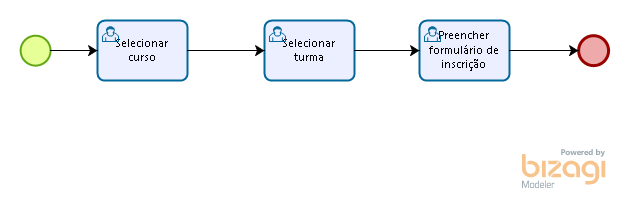 Selecionar
curso
Selecionar
turma
Preencher
formulário de
inscrição
Powered by
bizagi
Modeler